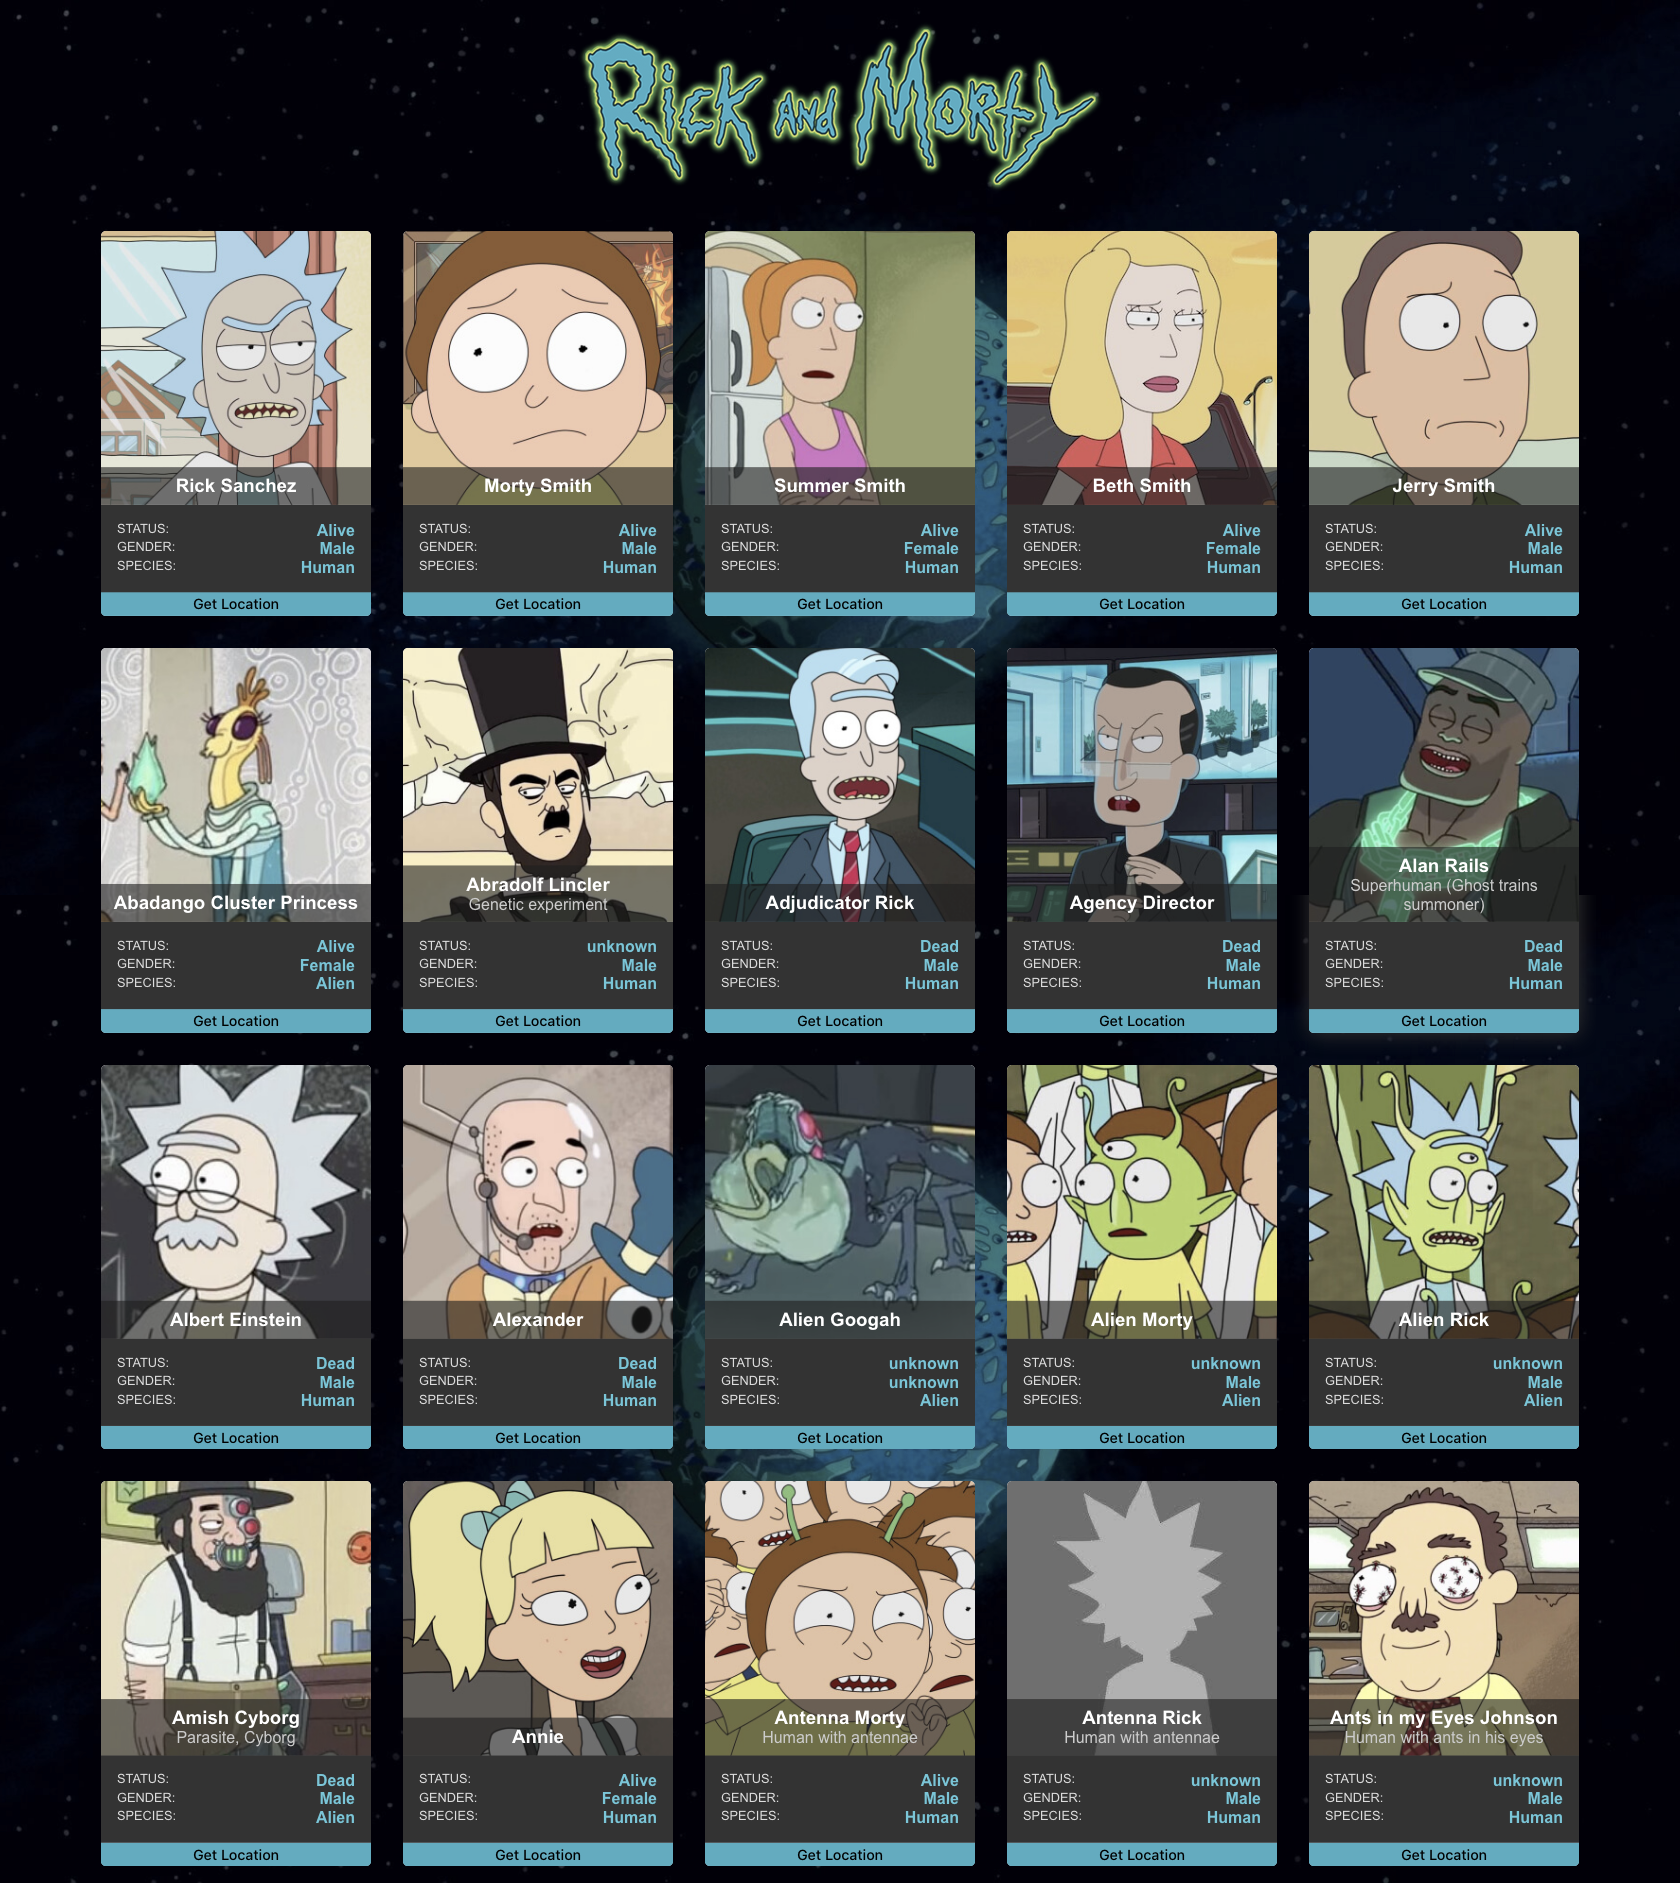 Rick and Morty
Rick Sanchez
STATUS: Alive
GENDER: Male
SPECIES: Human
Get Location
Morty Smith
STATUS: Alive
GENDER: Male
SPECIES: Human
Get Location
Summer Smith
STATUS: Alive
GENDER: Female
SPECIES: Human
Get Location
Beth Smith
STATUS: Alive
GENDER: Female
SPECIES: Human
Get Location
Jerry Smith
STATUS: Alive
GENDER: Male
SPECIES: Human
Get Location
Abadango Cluster Princess
STATUS: Alive
GENDER: Female
SPECIES: Alien
Get Location
Abradolf Lincler
Genetic experiment
STATUS: unknown
GENDER: Male
SPECIES: Human
Get Location
Adjudicator Rick
STATUS: Dead
GENDER: Male
SPECIES: Human
Get Location
Agency Director
STATUS: Dead
GENDER: Male
SPECIES: Human
Get Location
Alan Rails
Superhuman (Ghost trains
summoner)
STATUS: Dead
GENDER: Male
SPECIES: Human
Get Location
Albert Einstein
STATUS: Dead
GENDER: Male
SPECIES: Human
Get Location
Alexander
STATUS: Dead
GENDER: Male
SPECIES: Human
Get Location
Alien Googah
STATUS: unknown
GENDER: unknown
SPECIES: Alien
Get Location
Alien Morty
STATUS: unknown
GENDER: Male
SPECIES: Alien
Get Location
Alien Rick
STATUS: unknown
GENDER: Male
SPECIES: Alien
Get Location
Amish Cyborg
Parasite, Cyborg
STATUS: Dead
GENDER: Male
SPECIES: Alien
Get Location
Annie
STATUS: Alive
GENDER: Female
SPECIES: Human
Get Location
Antenna Morty
Human with antennae
STATUS: Alive
GENDER: Male
SPECIES: Human
Get Location
Antenna Rick
Human with antennae
STATUS: unknown
GENDER: Male
SPECIES: Human
Get Location
Ants in my Eyes Johnson
Human with ants in his eyes
STATUS: unknown
GENDER: Male
SPECIES: Human
Get Location